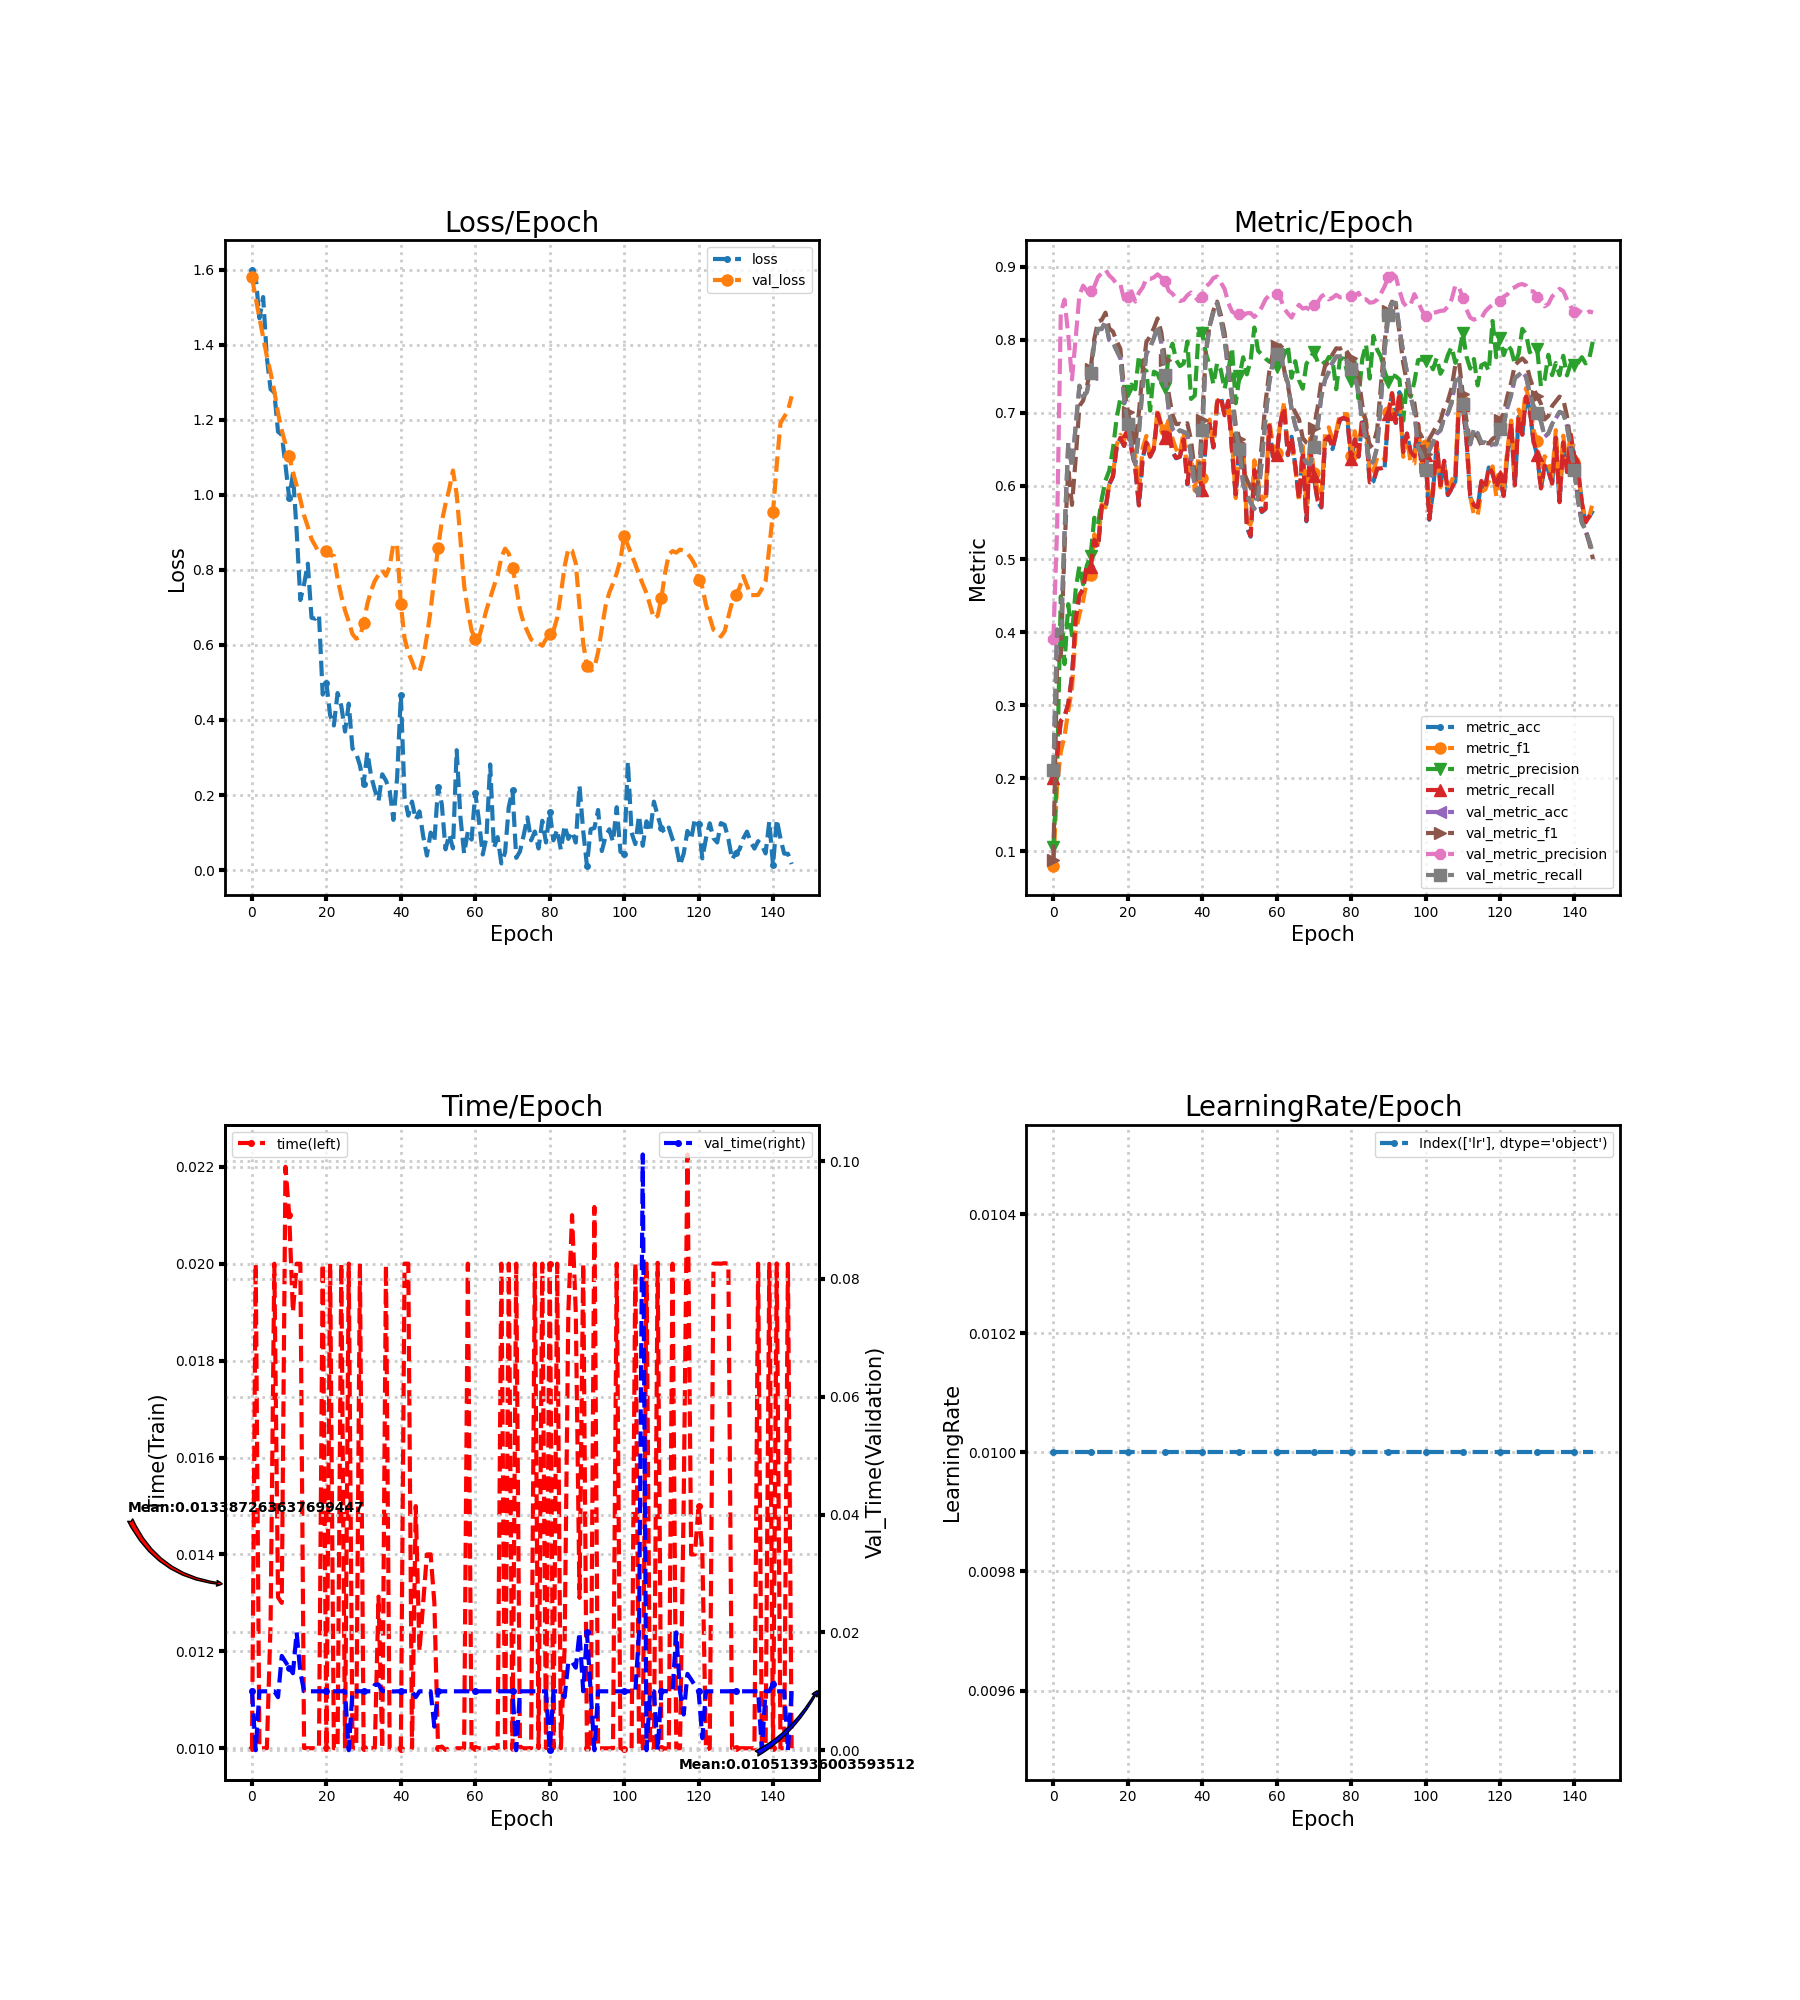 Loss/Epoch
Loss
1.6
1.4
1.2
1.0
0.8
0.6
0.4
0.2
0.0
loss
val_loss
0 20 40 60 80 100 120 140
Epoch
Metric/Epoch
Metric
0.9
0.8
0.7
0.6
0.5
0.4
0.3
0.2
0.1
metric_acc
metric_f1
metric_precision
metric_recall
val_metric_acc
val_metric_f1
val_metric_precision
val_metric_recall
0 20 40 60 80 100 120 140
Epoch
Time/Epoch
Time(Train)
0.022
0.020
0.018
0.016
0.014
0.012
0.010
time(left)
val_time(right)
Mean:0.013387263637699447
Mean:0.010513936003593512
0.10
0.08
0.06
0.04
0.02
0.00
Val_Time(Validation)
0 20 40 60 80 100 120 140
Epoch
LearningRate/Epoch
LearningRate
0.0104
0.0102
0.0100
0.0098
0.0096
Index(['lr'], dtype='object')
0 20 40 60 80 100 120 140
Epoch